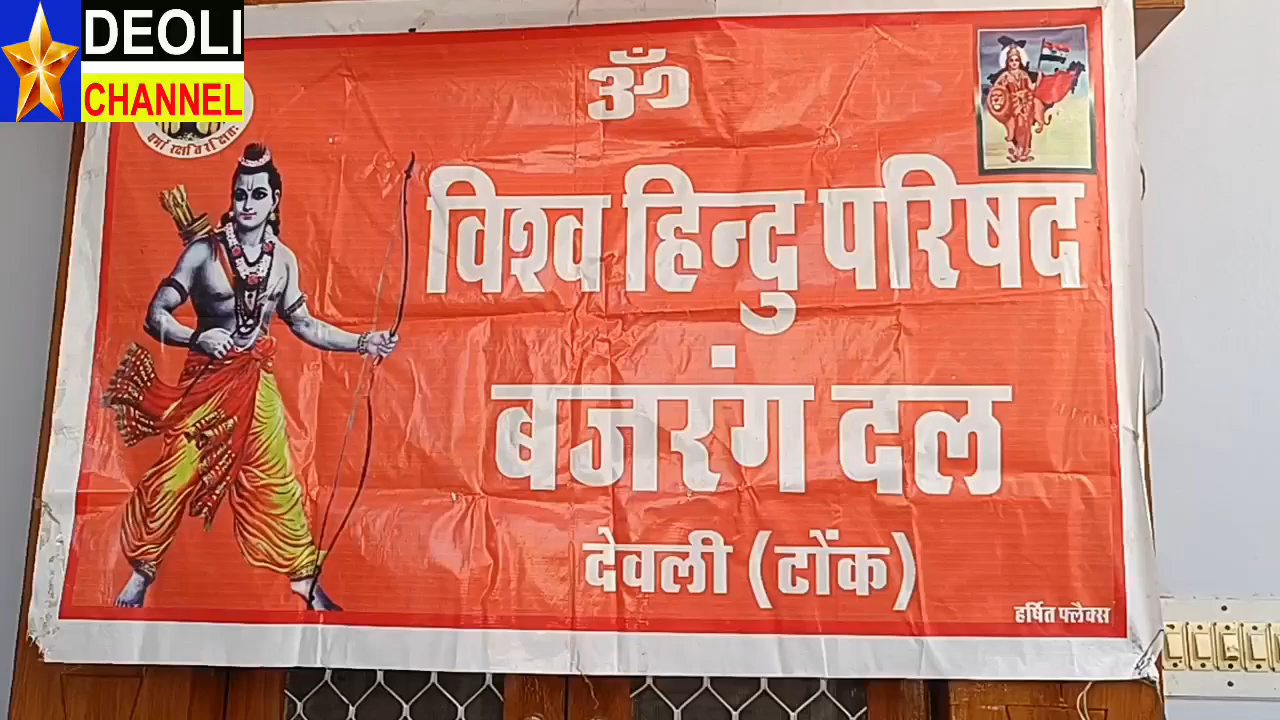 DEOLI
CHANNEL
ॐ
विश्व हिन्दु परिषद
बजरंग दल
देवली (टोंक)
हर्षित फ्लैक्स